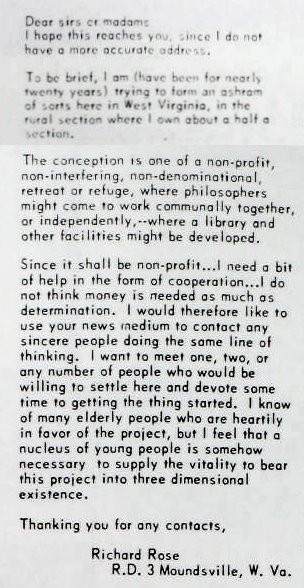 Dear sirs or madams
I hope this reaches you, since I do not
have a more accurate address.
To be brief, I am (have been for nearly
twenty years) trying to form an ashram
of sorts here in West Virginia, in the
rural section where I own about a half a
section.
The conception is one of a non-profit,
non-interfering, non-denominational,
retreat or refuge, where philosophers
might come to work communally together,
or independently,--where a library and
other facilities might be developed.
Since it shall be non-profit...I need a bit
of help in the form of cooperation...I do
not think money is needed as much as
determination. I would therefore like to
use your news medium to contact any
sincere people doing the same line of
thinking. I want to meet one, two, or
any number of people who would be
willing to settle here and devote some
time to getting the thing started. I know
of many elderly people who are heartily
in favor of the project, but I feel that a
nucleus of young people is somehow
necessary to supply the vitality to bear
this project into three dimensional
existence.
Thanking you for any contacts,
Richard Rose
R.D. 3 Moundsville, W. Va.